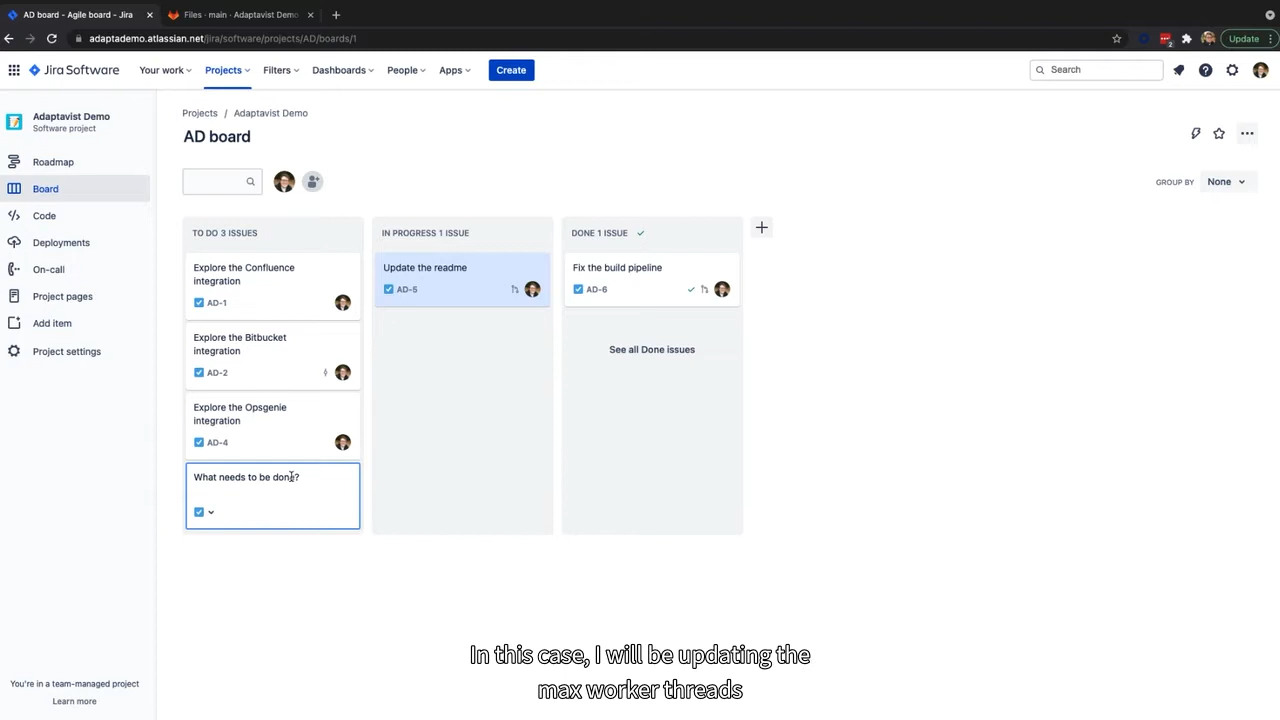 AD board - Agile board - Jira
Files · main · Adaptavist Demo
adaptademo.atlassian.net/jira/software/projects/AD/boards/1
2
Update
Jira Software
Your work
Projects
Filters
Dashboards
People
Apps
Create
Search
Adaptavist Demo
Software project
Roadmap
Board
Code
Deployments
On-call
Project pages
Add item
Project settings
You're in a team-managed project
Learn more
Projects / Adaptavist Demo
AD board
GROUP BY None
TO DO 3 ISSUES
Explore the Confluence
integration
AD-1
Explore the Bitbucket
integration
AD-2
Explore the Opsgenie
integration
AD-4
What needs to be done?
IN PROGRESS 1 ISSUE
Update the readme
AD-5
DONE 1 ISSUE
Fix the build pipeline
AD-6
See all Done issues
In this case, I will be updating the
max worker threads